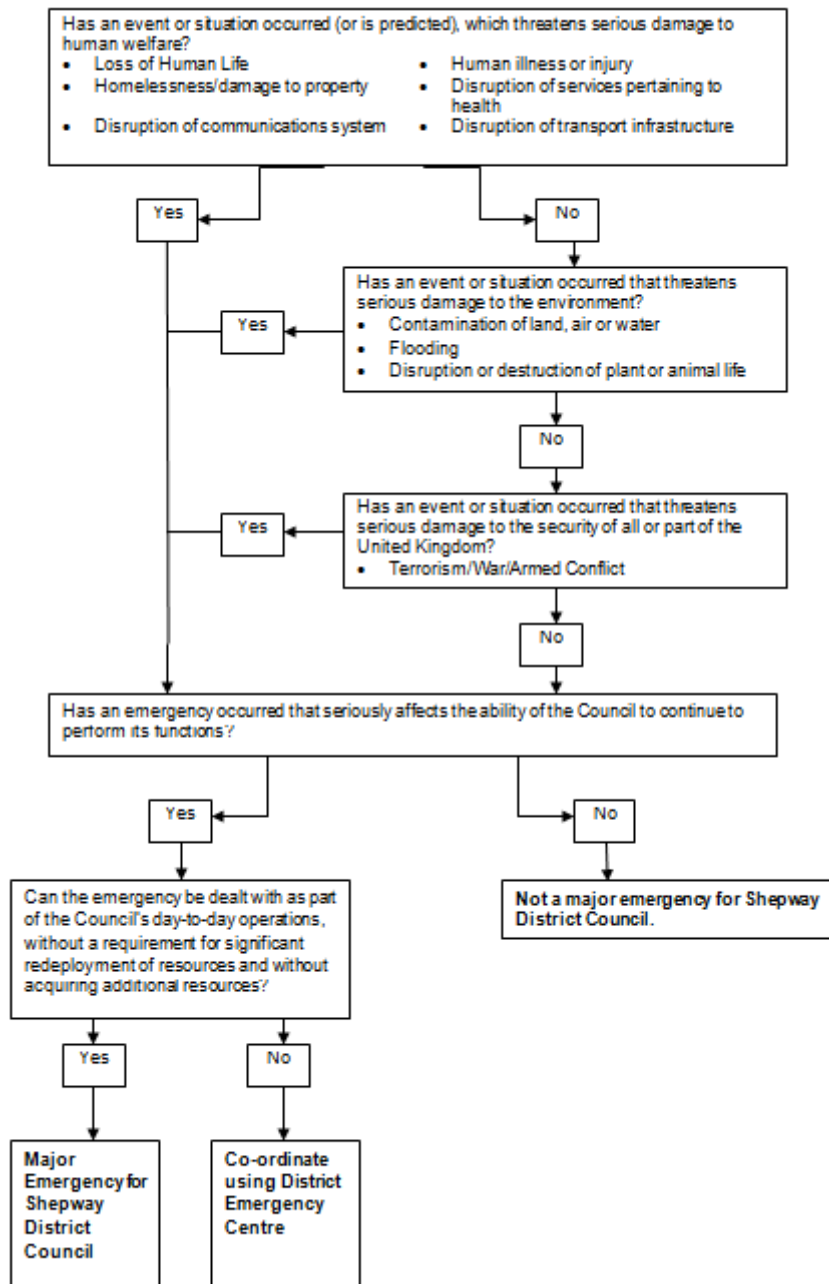 Has an event or situation occurred (or is predicted), which threatens serious damage to
human welfare?
• Loss of Human Life • Human illness or injury
• Homelessness/damage to property • Disruption of services pertaining to
health
• Disruption of communications system • Disruption of transport infrastructure
Yes
No
Has an event or situation occurred that threatens
serious damage to the environment?
• Contamination of land, air or water
• Flooding
• Disruption or destruction of plant or animal life
Yes
No
Has an event or situation occurred that threatens
serious damage to the security of all or part of the
United Kingdom?
• Terrorism/War/Armed Conflict
Yes
No
Has an emergency occurred that seriously affects the ability of the Council to continue to
perform its functions?
Yes
No
Can the emergency be dealt with as part
of the Council's day-to-day operations,
without a requirement for significant
redeployment of resources and without
acquiring additional resources?
Not a major emergency for Shepway
District Council.
Yes
No
Major
Emergency for
Shepway
District
Council
Co-ordinate
using District
Emergency
Centre